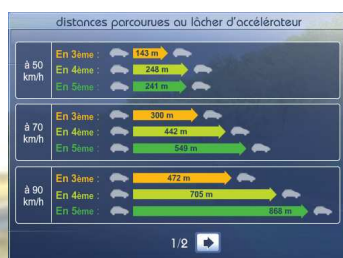 distances parcourues au lâcher d'accélérateur
à 50 km/h
En 3ème : 143 m
En 4ème : 248 m
En 5ème : 241 m
à 70 km/h
En 3ème : 300 m
En 4ème : 442 m
En 5ème : 549 m
à 90 km/h
En 3ème : 472 m
En 4ème : 705 m
En 5ème : 868 m
1/2